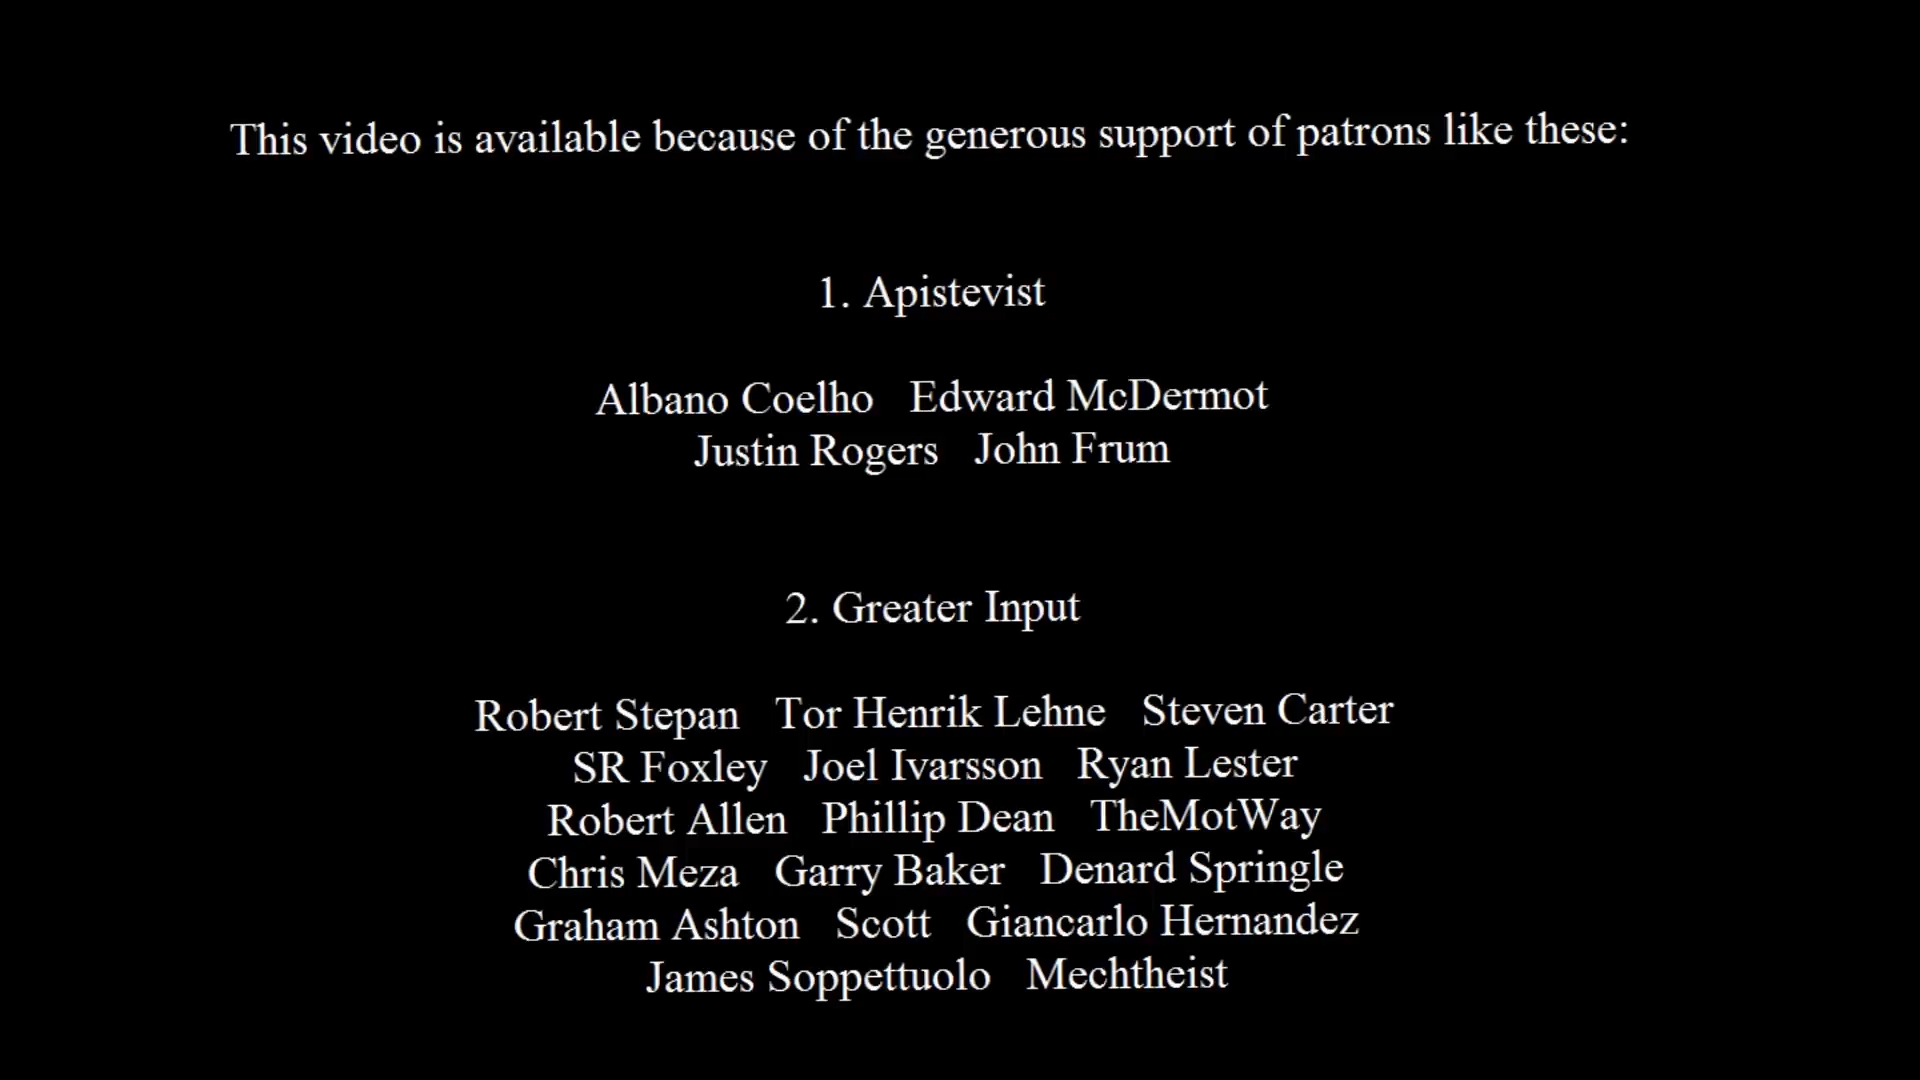 This video is available because of the generous support of patrons like these:
1. Apistevist
Albano Coelho Edward McDermot
Justin Rogers John Frum
2. Greater Input
Robert Stepan Tor Henrik Lehne Steven Carter
SR Foxley Joel Ivarsson Ryan Lester
Robert Allen Phillip Dean TheMotWay
Chris Meza Garry Baker Denard Springle
Graham Ashton Scott Giancarlo Hernandez
James Soppettuolo Mechtheist